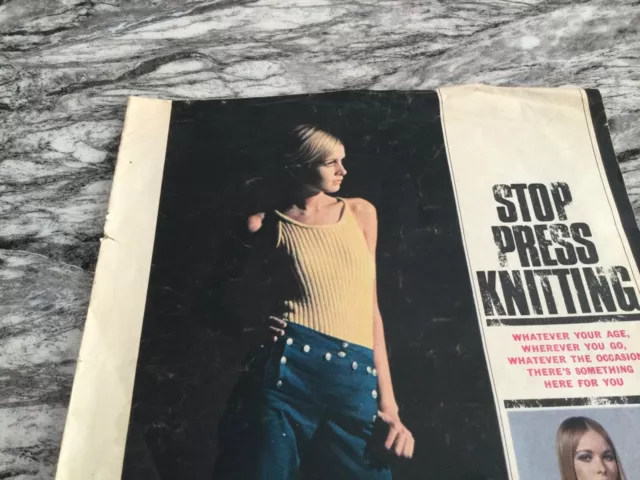 STOP
PRESS
KNITTING
WHATEVER YOUR AGE,
WHEREVER YOU GO,
WHATEVER THE OCCASION
THERE'S SOMETHING
HERE FOR YOU